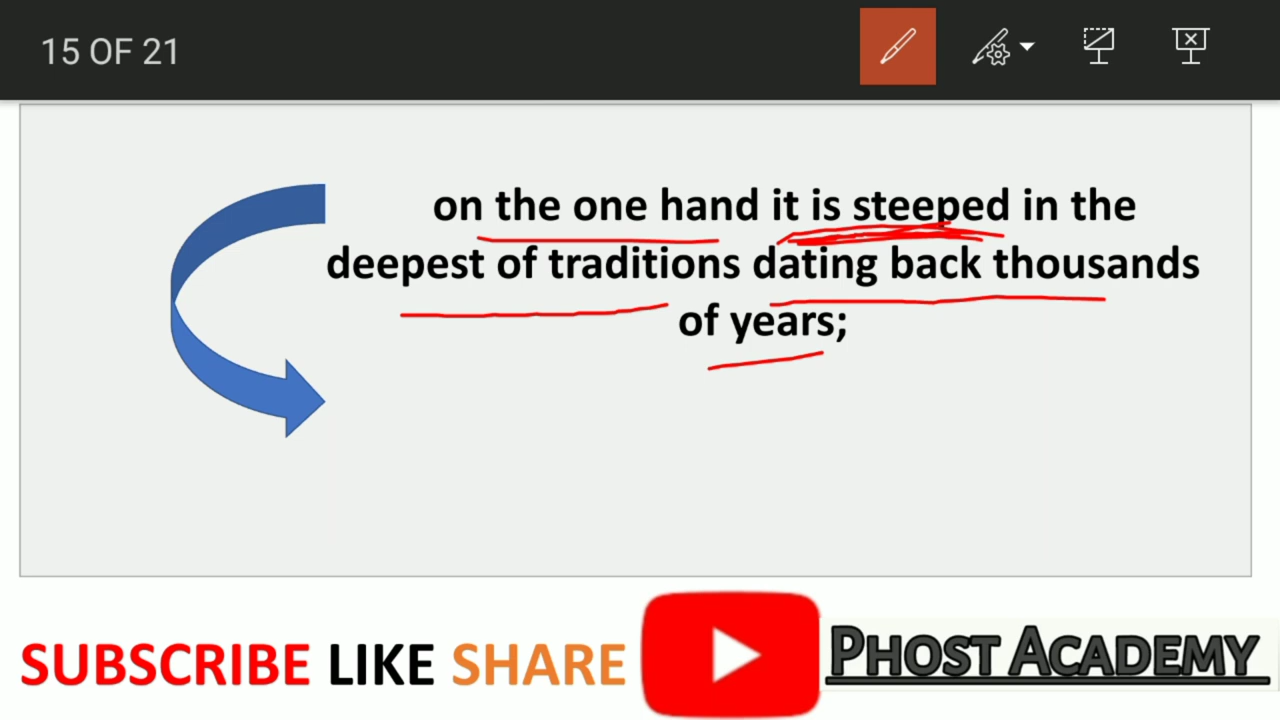 15 OF 21
on the one hand it is steeped in the
deepest of traditions dating back thousands
of years;
SUBSCRIBE LIKE SHARE
PHOST ACADEMY